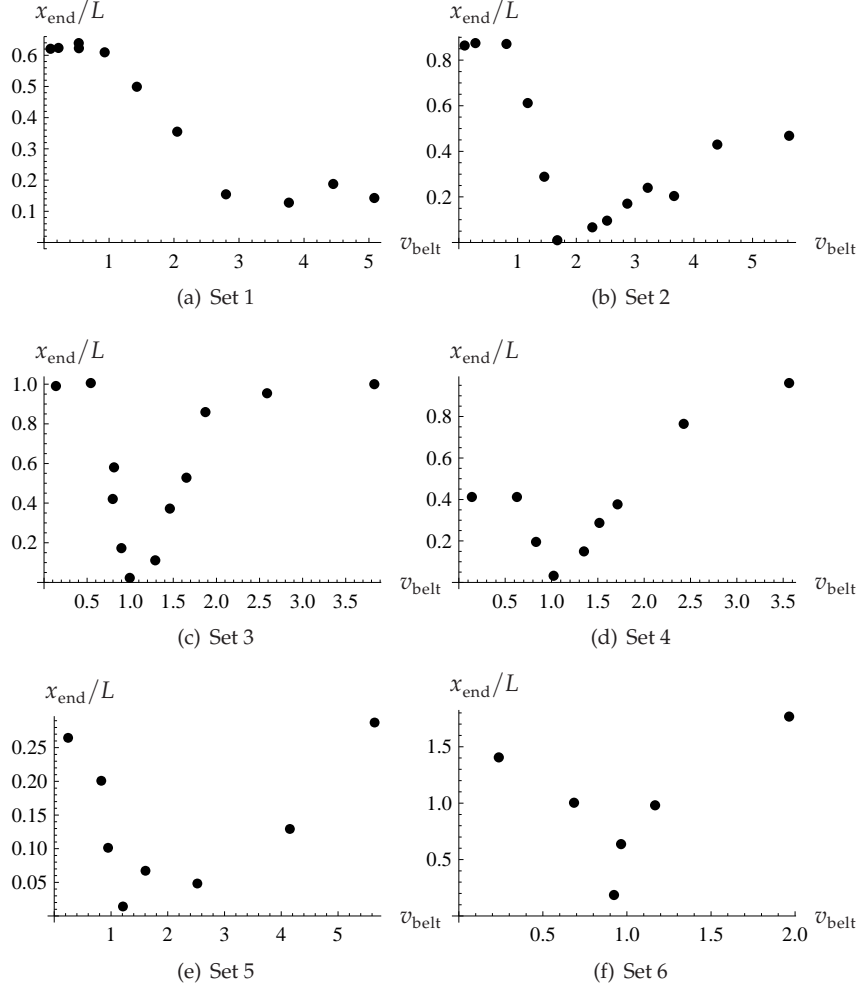 x_end/L
0.6
0.5
0.4
0.3
0.2
0.1
1 2 3 4 5
v_belt
(a) Set 1
x_end/L
0.8
0.6
0.4
0.2
1 2 3 4 5
v_belt
(b) Set 2
x_end/L
1.0
0.8
0.6
0.4
0.2
0.5 1.0 1.5 2.0 2.5 3.0 3.5
v_belt
(c) Set 3
x_end/L
0.8
0.6
0.4
0.2
0.5 1.0 1.5 2.0 2.5 3.0 3.5
v_belt
(d) Set 4
x_end/L
0.25
0.20
0.15
0.10
0.05
1 2 3 4 5
v_belt
(e) Set 5
x_end/L
1.5
1.0
0.5
0.5 1.0 1.5 2.0
v_belt
(f) Set 6